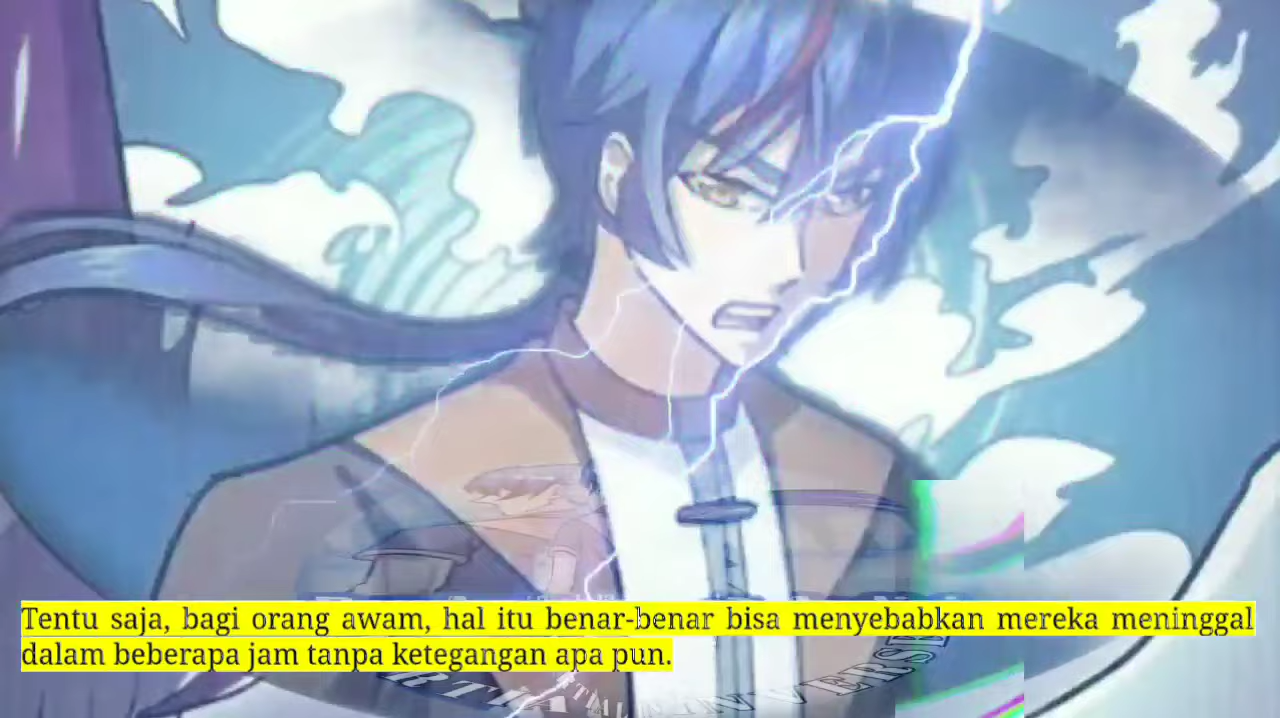 Tentu saja, bagi orang awam, hal itu benar-benar bisa menyebabkan mereka meninggal
dalam beberapa jam tanpa ketegangan apa pun.